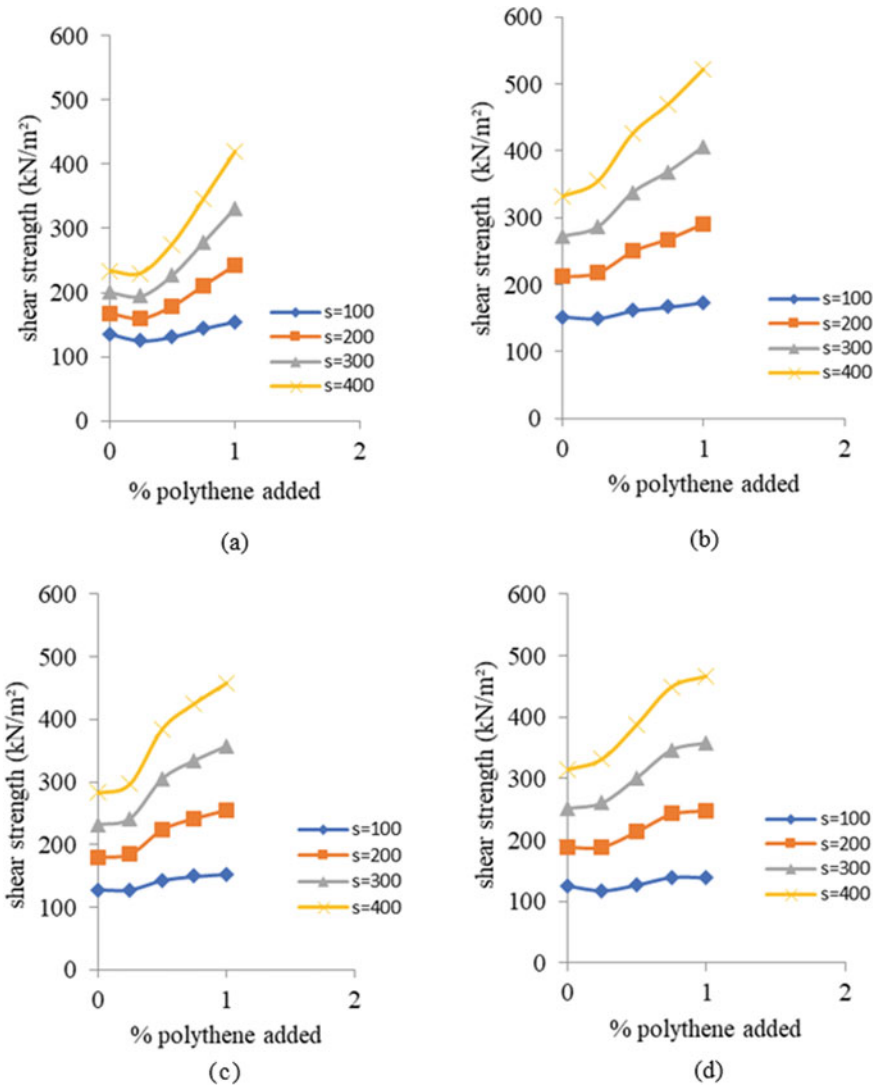 600
500
400
300
200
100
0
0 1 2
shear strength (kN/m²)
% polythene added
s=100
s=200
s=300
s=400
(a)
600
500
400
300
200
100
0
0 1 2
shear strength (kN/m²)
% polythene added
s=100
s=200
s=300
s=400
(b)
600
500
400
300
200
100
0
0 1 2
shear strength (kN/m²)
% polythene added
s=100
s=200
s=300
s=400
(c)
600
500
400
300
200
100
0
0 1 2
shear strength (kN/m²)
% polythene added
s=100
s=200
s=300
s=400
(d)